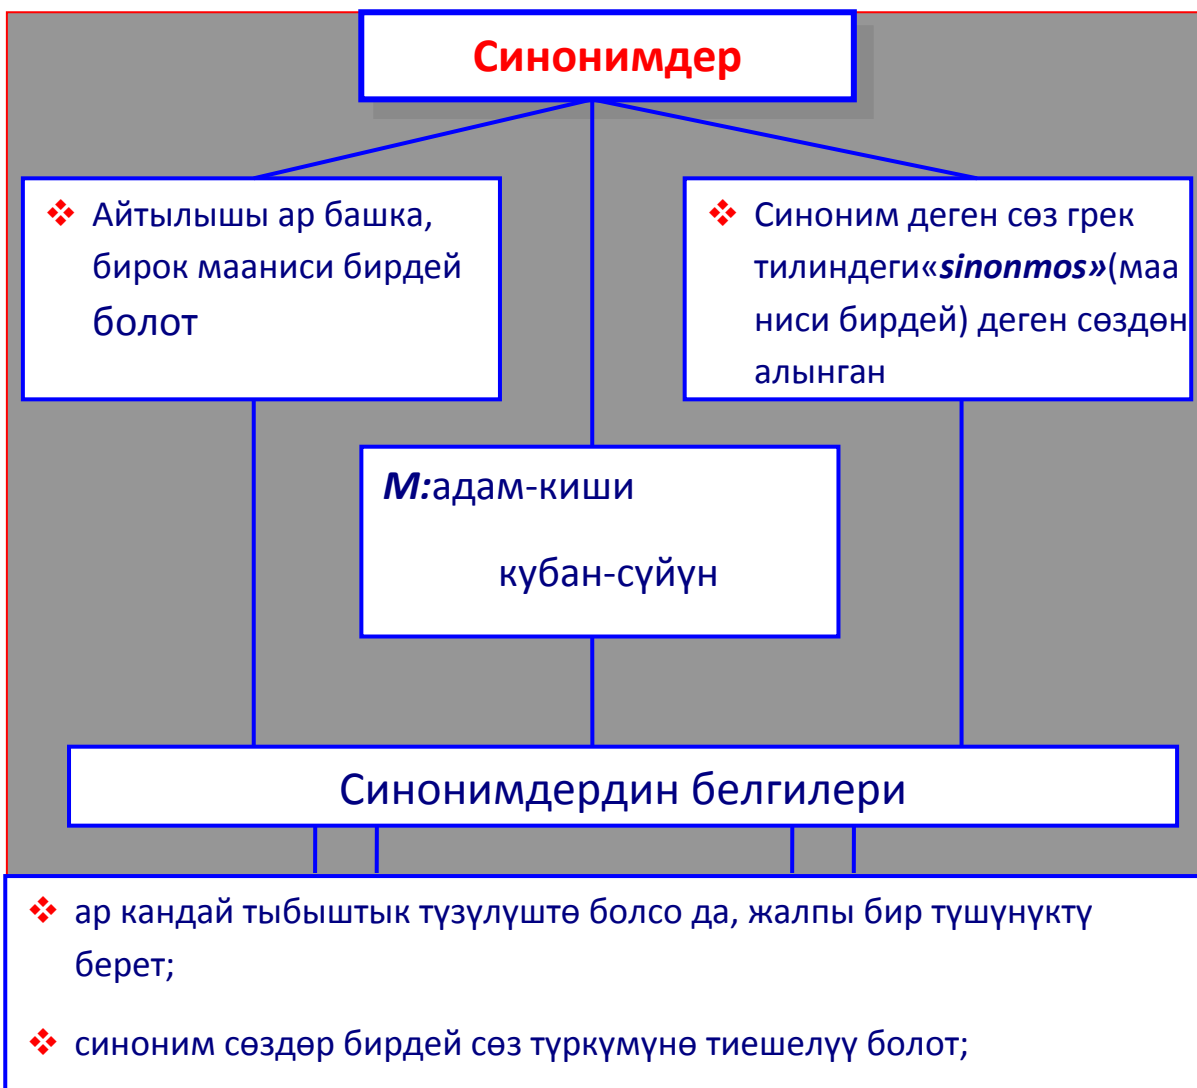 Синонимдер
❖ Айтылышы ар башка,
бирок мааниси бирдей
болот
❖ Синоним деген сөз грек
тилиндеги«sinonmos»(маа
ниси бирдей) деген сөздөн
алынган
М:адам-киши
кубан-сүйүн
Синонимдердин белгилери
❖ ар кандай тыбыштык түзүлүштө болсо да, жалпы бир түшүнүктү
берет;
❖ синоним сөздөр бирдей сөз түркүмүнө тиешелүү болот;